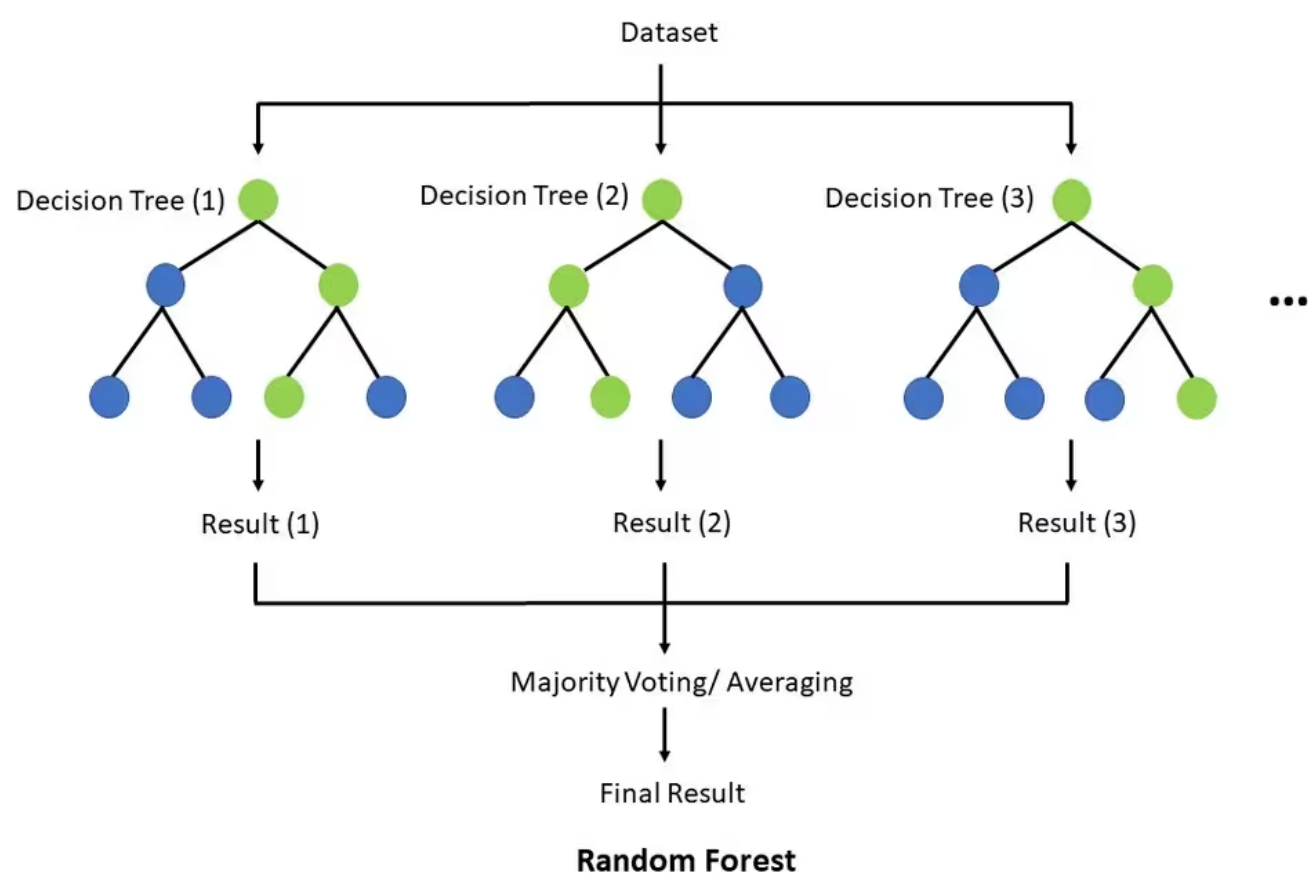 Dataset
Decision Tree (1)
Decision Tree (2)
Decision Tree (3)
...
Result (1)
Result (2)
Result (3)
Majority Voting/ Averaging
Final Result
Random Forest